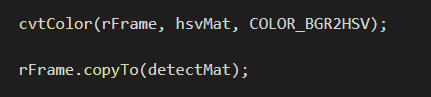 cvtColor(rFrame, hsvMat, COLOR_BGR2HSV);
rFrame.copyTo(detectMat);